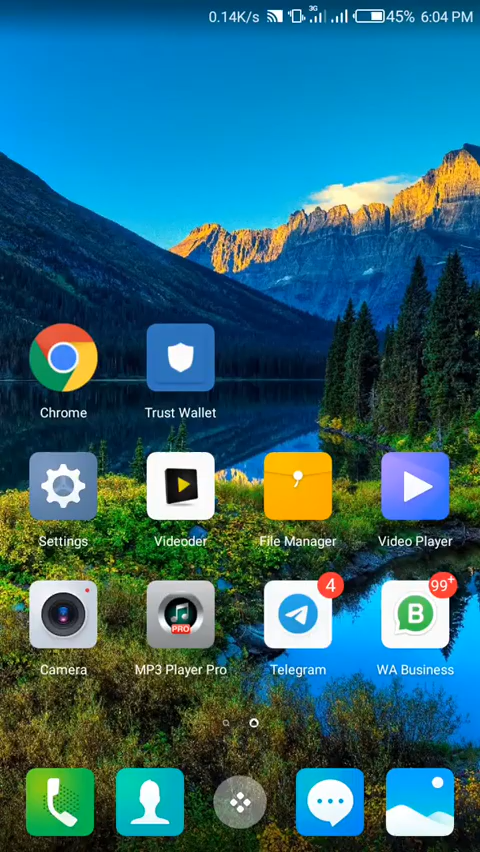 0.14K/s 3G 45% 6:04 PM
Chrome Trust Wallet
Settings Videoder File Manager Video Player
4 99+
B
PRO
Camera MP3 Player Pro Telegram WA Business